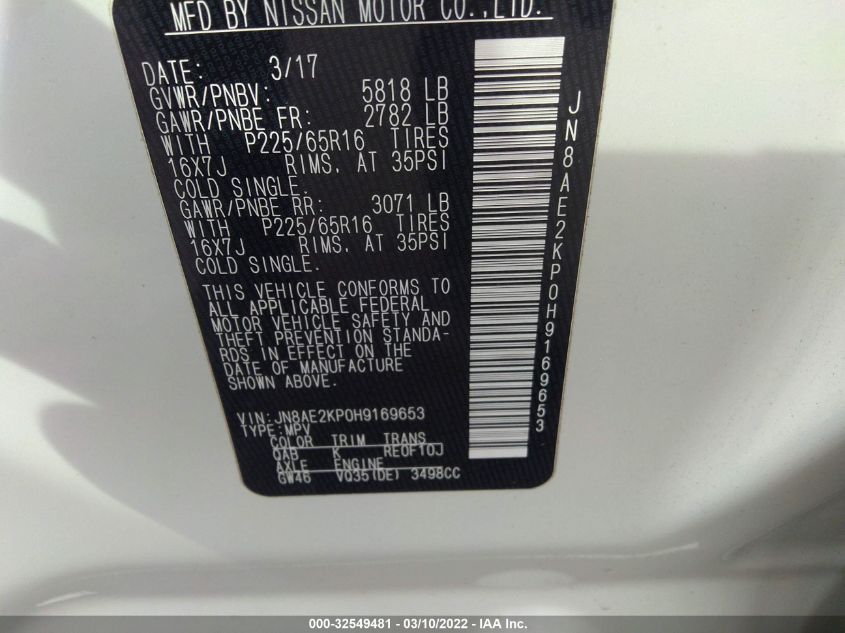 MFD BY NISSAN MOTOR CO.,LTD.
DATE: 3/17
GVWR/PNBV: 5818 LB
GAWR/PNBE FR: 2782 LB
WITH P225/65R16 TIRES
16X7J RIMS. AT 35PSI
COLD SINGLE.
GAWR/PNBE RR: 3071 LB
WITH P225/65R16 TIRES
16X7J RIMS. AT 35PSI
COLD SINGLE.
THIS VEHICLE CONFORMS TO
ALL APPLICABLE FEDERAL
MOTOR VEHICLE SAFETY AND
THEFT PREVENTION STANDA-
RDS IN EFFECT ON THE
DATE OF MANUFACTURE
SHOWN ABOVE.
VIN:JN8AE2KP0H9169653
TYPE:MPV
COLOR TRIM TRANS
QAB K RE0F10J
AXLE ENGINE
GW46 VQ35(DE) 3498CC
JN8AE2KP0H9169653
000-32549481 - 03/10/2022 - IAA Inc.